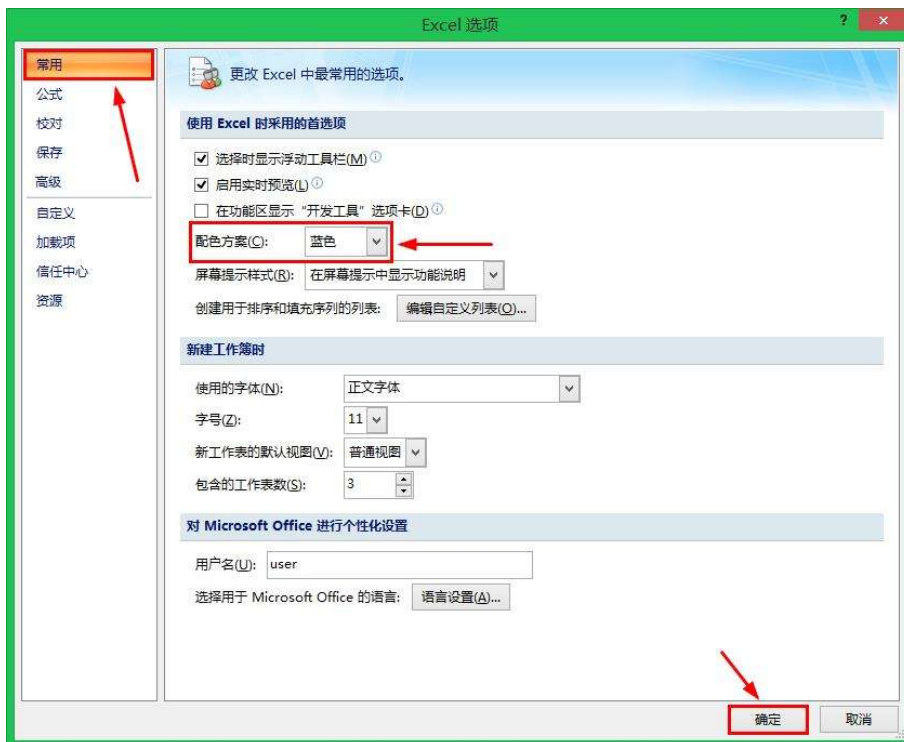 Excel 选项
常用
公式
校对
保存
高级
自定义
加载项
信任中心
资源
更改 Excel 中最常用的选项。
使用 Excel 时采用的首选项
选择时显示浮动工具栏(M)
启用实时预览(L)
在功能区显示“开发工具”选项卡(D)
配色方案(C): 蓝色
屏幕提示样式(R): 在屏幕提示中显示功能说明
创建用于排序和填充序列的列表: 编辑自定义列表(O)...
新建工作簿时
使用的字体(N): 正文字体
字号(Z): 11
新工作表的默认视图(V): 普通视图
包含的工作表数(S): 3
对 Microsoft Office 进行个性化设置
用户名(U): user
选择用于 Microsoft Office 的语言: 语言设置(A)...
确定 取消